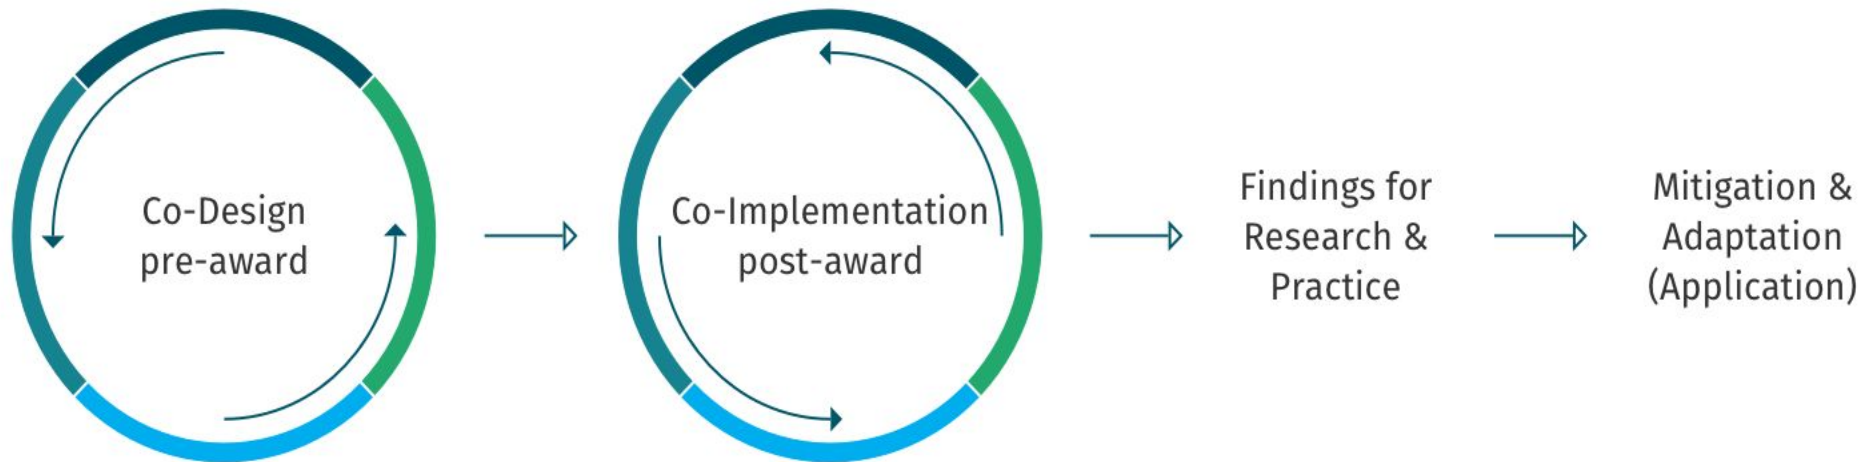 Co-Design
pre-award
Co-Implementation
post-award
Findings for
Research &
Practice
Mitigation &
Adaptation
(Application)